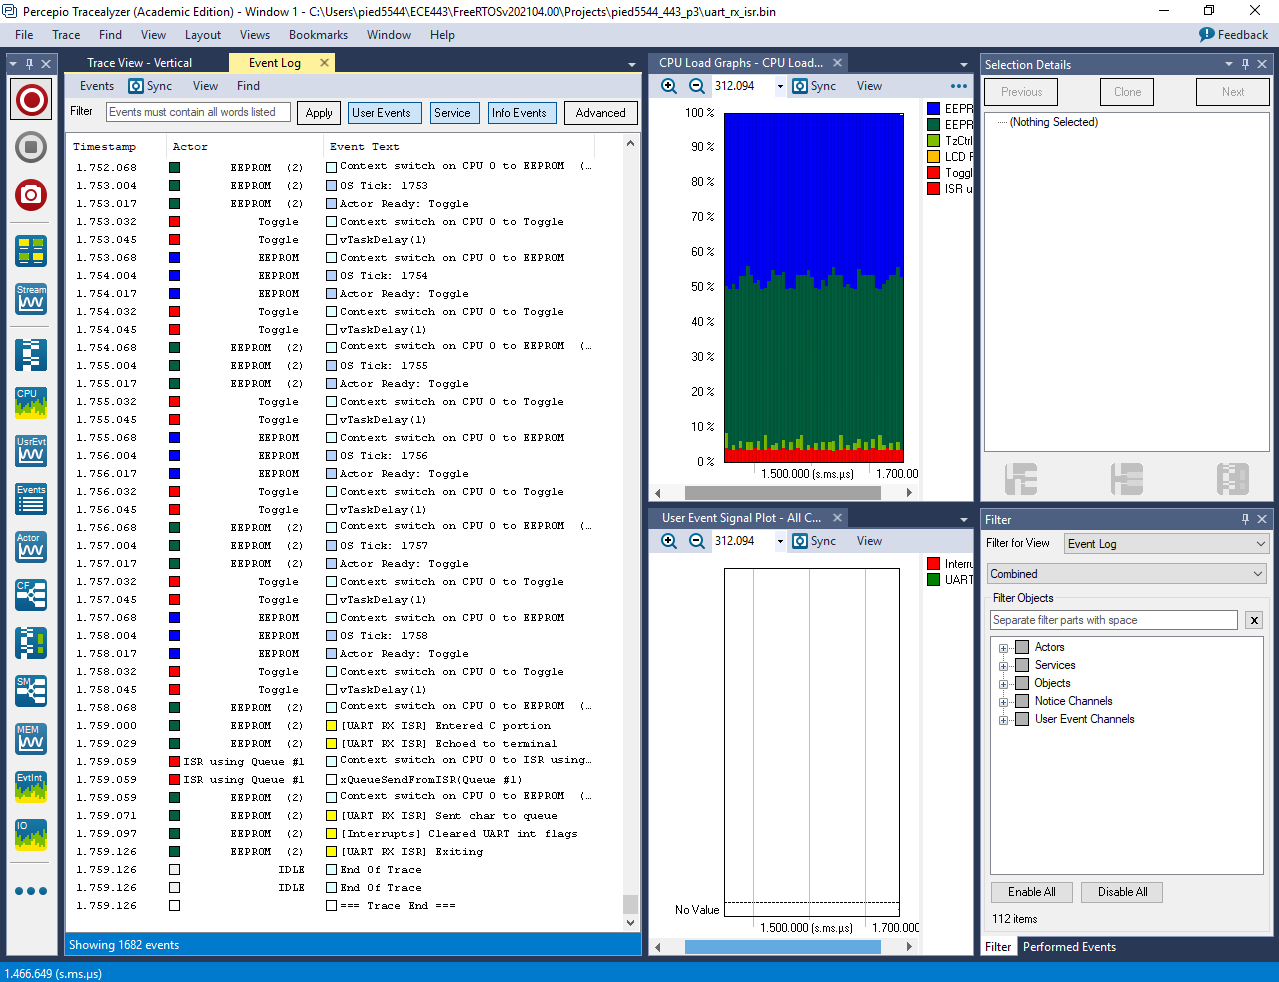 Percepio Tracealyzer (Academic Edition) - Window 1 - C:\Users\pied5544\ECE443\FreeRTOSv202104.00\Projects\pied5544_443_p3\uart_rx_isr.bin
File Trace Find View Layout Views Bookmarks Window Help Feedback
Trace View - Vertical Event Log
Events Sync View Find
Filter Events must contain all words listed Apply User Events Service Info Events Advanced
Timestamp Actor Event Text
1.752.068 EEPROM (2) Context switch on CPU 0 to EEPROM (…
1.753.004 EEPROM (2) OS Tick: 1753
1.753.017 EEPROM (2) Actor Ready: Toggle
1.753.032 Toggle Context switch on CPU 0 to Toggle
1.753.045 Toggle vTaskDelay(1)
1.753.068 EEPROM Context switch on CPU 0 to EEPROM
1.754.004 EEPROM OS Tick: 1754
1.754.017 EEPROM Actor Ready: Toggle
1.754.032 Toggle Context switch on CPU 0 to Toggle
1.754.045 Toggle vTaskDelay(1)
1.754.068 EEPROM (2) Context switch on CPU 0 to EEPROM (…
1.755.004 EEPROM (2) OS Tick: 1755
1.755.017 EEPROM (2) Actor Ready: Toggle
1.755.032 Toggle Context switch on CPU 0 to Toggle
1.755.045 Toggle vTaskDelay(1)
1.755.068 EEPROM Context switch on CPU 0 to EEPROM
1.756.004 EEPROM OS Tick: 1756
1.756.017 EEPROM Actor Ready: Toggle
1.756.032 Toggle Context switch on CPU 0 to Toggle
1.756.045 Toggle vTaskDelay(1)
1.756.068 EEPROM (2) Context switch on CPU 0 to EEPROM (…
1.757.004 EEPROM (2) OS Tick: 1757
1.757.017 EEPROM (2) Actor Ready: Toggle
1.757.032 Toggle Context switch on CPU 0 to Toggle
1.757.045 Toggle vTaskDelay(1)
1.757.068 EEPROM Context switch on CPU 0 to EEPROM
1.758.004 EEPROM OS Tick: 1758
1.758.017 EEPROM Actor Ready: Toggle
1.758.032 Toggle Context switch on CPU 0 to Toggle
1.758.045 Toggle vTaskDelay(1)
1.758.068 EEPROM (2) Context switch on CPU 0 to EEPROM (…
1.759.000 EEPROM (2) [UART RX ISR] Entered C portion
1.759.029 EEPROM (2) [UART RX ISR] Echoed to terminal
1.759.059 ISR using Queue #1 Context switch on CPU 0 to ISR using…
1.759.059 ISR using Queue #1 xQueueSendFromISR(Queue #1)
1.759.059 EEPROM (2) Context switch on CPU 0 to EEPROM (…
1.759.071 EEPROM (2) [UART RX ISR] Sent char to queue
1.759.097 EEPROM (2) [Interrupts] Cleared UART int flags
1.759.126 EEPROM (2) [UART RX ISR] Exiting
1.759.126 IDLE End Of Trace
1.759.126 IDLE End Of Trace
1.759.126 === Trace End ===
Showing 1682 events
1.466.649 (s.ms.µs)
Stream
CPU
UsrEvt
Events
Actor
CF
SM
MEM
EvtInt
IO
CPU Load Graphs - CPU Load...
312.094 Sync View
100 %
90 %
80 %
70 %
60 %
50 %
40 %
30 %
20 %
10 %
0 %
1.500.000 (s.ms.µs) 1.700.00
EEPR
EEPR
TzCtrl
LCD F
Toggl
ISR u
User Event Signal Plot - All C...
312.094 Sync View
Interru
UART
No Value
1.500.000 (s.ms.µs) 1.700.00
Selection Details
Previous Clone Next
(Nothing Selected)
Filter
Filter for View Event Log
Combined
Filter Objects
Separate filter parts with space x
Actors
Services
Objects
Notice Channels
User Event Channels
Enable All Disable All
112 items
Filter Performed Events